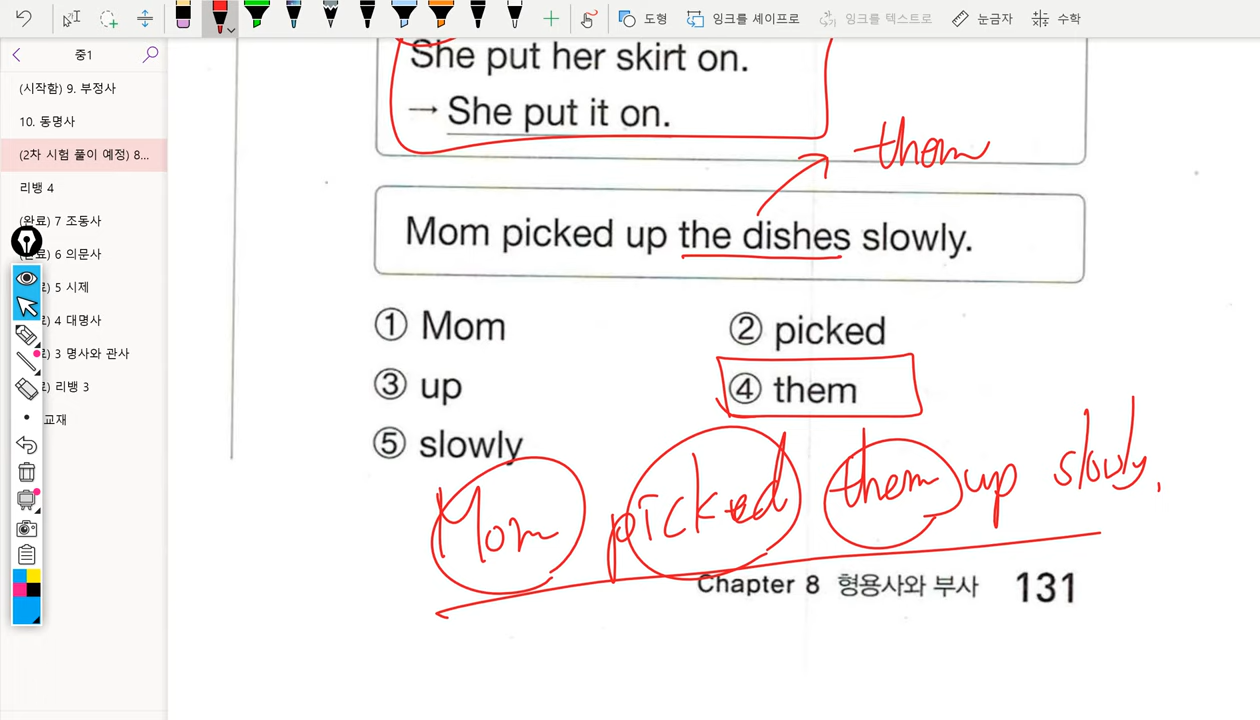 도형 잉크를 셰이프로 잉크를 텍스트로 눈금자 수학
중1
(시작함) 9. 부정사
10. 동명사
(2차 시험 풀이 예정) 8...
리뱅 4
(완료) 7 조동사
6 의문사
5 시제
4 대명사
3 명사와 관사
리뱅 3
교재
She put her skirt on.
→ She put it on.
them
Mom picked up the dishes slowly.
① Mom
② picked
③ up
④ them
⑤ slowly
Mom picked them up slowly.
Chapter 8 형용사와 부사 131